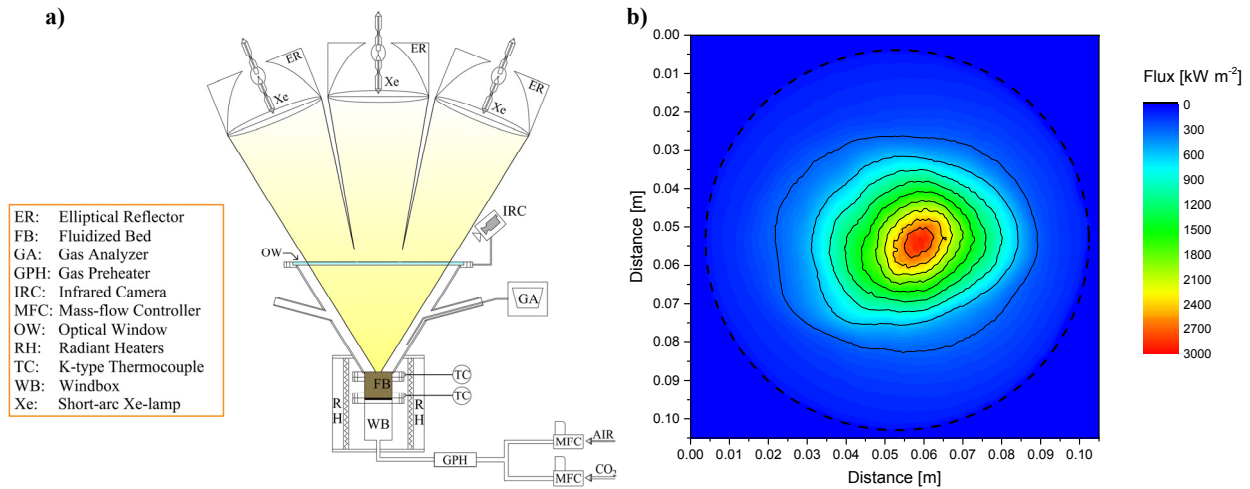 a)
ER
ER
ER
Xe
Xe
Xe
IRC
OW
GA
ER: Elliptical Reflector
FB: Fluidized Bed
GA: Gas Analyzer
GPH: Gas Preheater
IRC: Infrared Camera
MFC: Mass-flow Controller
OW: Optical Window
RH: Radiant Heaters
TC: K-type Thermocouple
WB: Windbox
Xe: Short-arc Xe-lamp
FB
TC
TC
RH
RH
WB
GPH
MFC
AIR
MFC
CO₂
b)
0.00
0.01
0.02
0.03
0.04
0.05
0.06
0.07
0.08
0.09
0.10
Distance [m]
0.00 0.01 0.02 0.03 0.04 0.05 0.06 0.07 0.08 0.09 0.10
Distance [m]
Flux [kW m⁻²]
0
300
600
900
1200
1500
1800
2100
2400
2700
3000